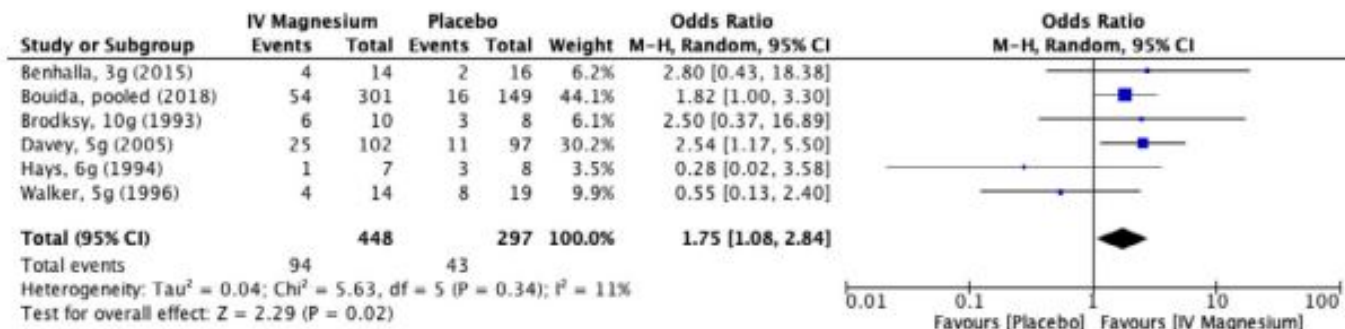 IV Magnesium Placebo Odds Ratio Odds Ratio
Study or Subgroup Events Total Events Total Weight M-H, Random, 95% CI M-H, Random, 95% CI
Benhalla, 3g (2015) 4 14 2 16 6.2% 2.80 [0.43, 18.38]
Bouida, pooled (2018) 54 301 16 149 44.1% 1.82 [1.00, 3.30]
Brodksy, 10g (1993) 6 10 3 8 6.1% 2.50 [0.37, 16.89]
Davey, 5g (2005) 25 102 11 97 30.2% 2.54 [1.17, 5.50]
Hays, 6g (1994) 1 7 3 8 3.5% 0.28 [0.02, 3.58]
Walker, 5g (1996) 4 14 8 19 9.9% 0.55 [0.13, 2.40]
Total (95% CI) 448 297 100.0% 1.75 [1.08, 2.84]
Total events 94 43
Heterogeneity: Tau² = 0.04; Chi² = 5.63, df = 5 (P = 0.34); I² = 11%
Test for overall effect: Z = 2.29 (P = 0.02)
0.01 0.1 1 10 100
Favours [Placebo] Favours [IV Magnesium]